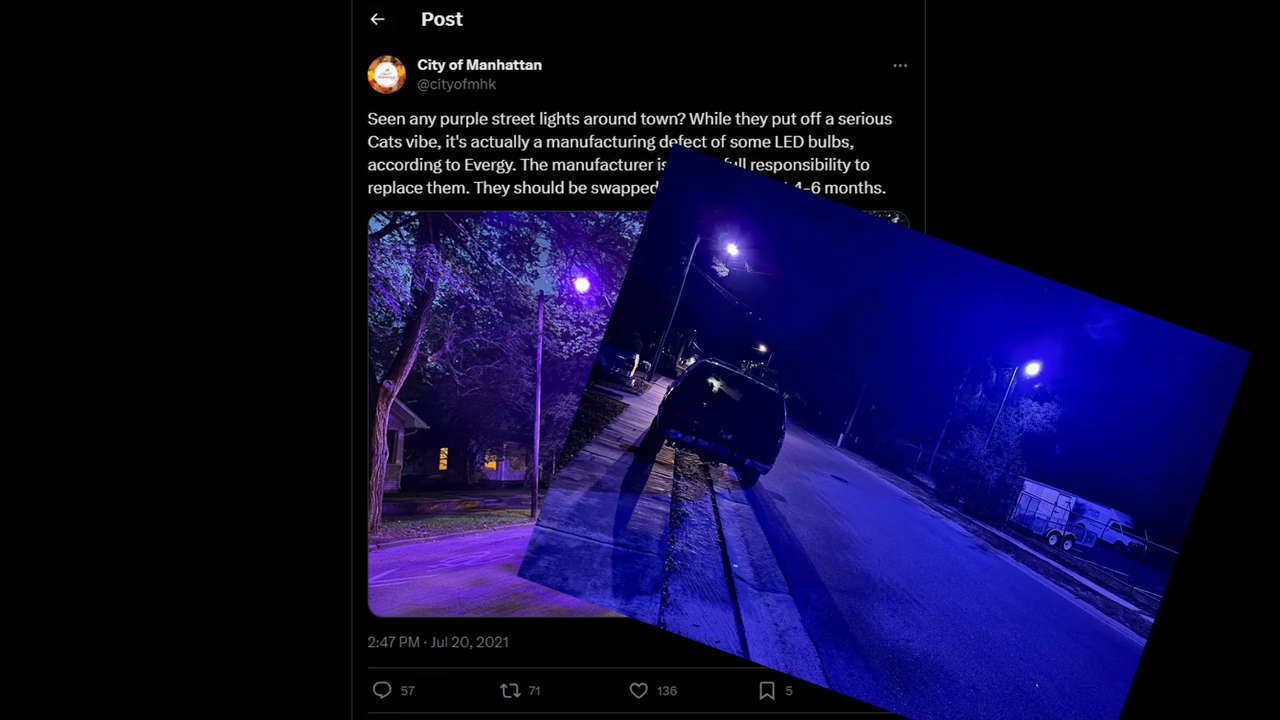 Post
City of Manhattan
@cityofmhk
Seen any purple street lights around town? While they put off a serious
Cats vibe, it's actually a manufacturing defect of some LED bulbs,
according to Evergy. The manufacturer is full responsibility to
replace them. They should be swapped 4-6 months.
2:47 PM · Jul 20, 2021
57 71 136 5